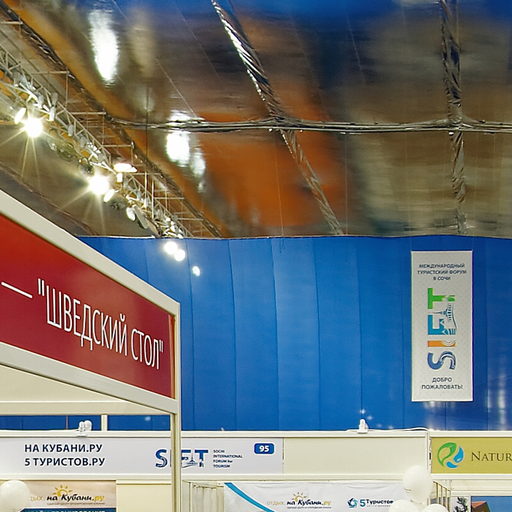 МЕЖДУНАРОДНЫЙ
ТУРИСТСКИЙ ФОРУМ
В СОЧИ
SIFT
ДОБРО
ПОЖАЛОВАТЬ!
— "ШВЕДСКИЙ СТОЛ"
НА КУБАНИ.РУ
5 ТУРИСТОВ.РУ
SIFT
SOCHI
INTERNATIONAL
FORUM for
TOURISM
95
NATUR
на Кубани.ру
отдых на Кубани.ру
5 Туристов